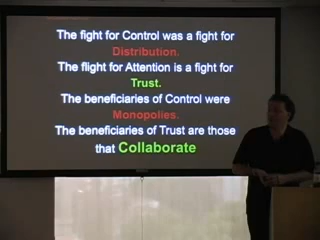 The fight for Control was a fight for
Distribution.
The flight for Attention is a fight for
Trust.
The beneficiaries of Control were
Monopolies.
The beneficiaries of Trust are those
that Collaborate